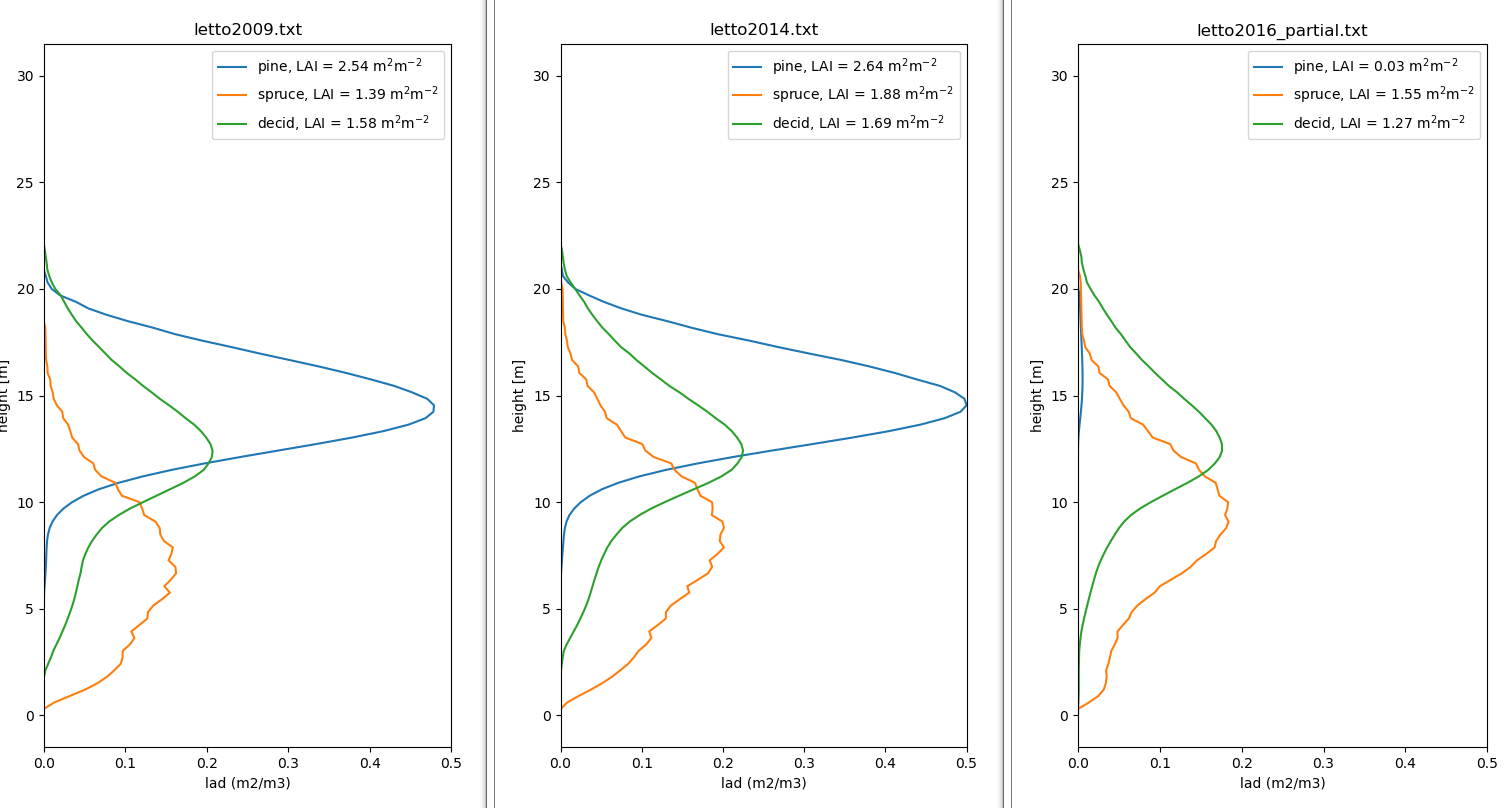 letto2009.txt
pine, LAI = 2.54 m²m⁻²
spruce, LAI = 1.39 m²m⁻²
decid, LAI = 1.58 m²m⁻²
30
25
20
15
10
5
0
height [m]
0.0 0.1 0.2 0.3 0.4 0.5
lad (m2/m3)
letto2014.txt
pine, LAI = 2.64 m²m⁻²
spruce, LAI = 1.88 m²m⁻²
decid, LAI = 1.69 m²m⁻²
30
25
20
15
10
5
0
height [m]
0.0 0.1 0.2 0.3 0.4 0.5
lad (m2/m3)
letto2016_partial.txt
pine, LAI = 0.03 m²m⁻²
spruce, LAI = 1.55 m²m⁻²
decid, LAI = 1.27 m²m⁻²
30
25
20
15
10
5
0
height [m]
0.0 0.1 0.2 0.3 0.4 0.5
lad (m2/m3)